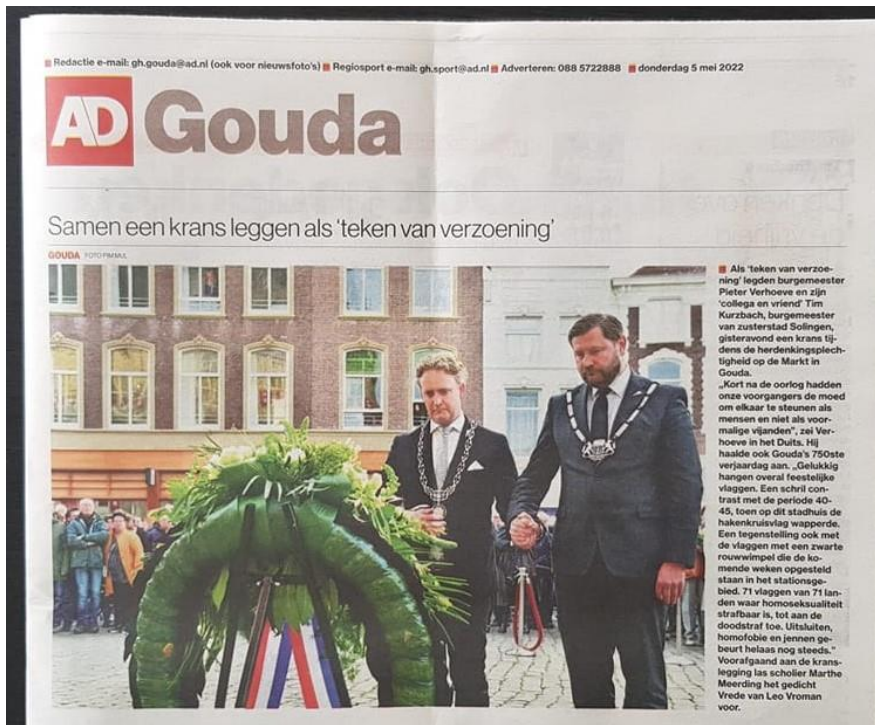 Redactie e-mail: gh.gouda@ad.nl (ook voor nieuwsfoto's) Regiosport e-mail: gh.sport@ad.nl Adverteren: 088 5722888 donderdag 5 mei 2022
AD Gouda
Samen een krans leggen als ‘teken van verzoening’
GOUDA FOTO PIM MUL
Als ‘teken van verzoe-
ning’ legden burgemeester
Pieter Verhoeve en zijn
‘collega en vriend’ Tim
Kurzbach, burgemeester
van zusterstad Solingen,
gisteravond een krans tij-
dens de herdenkingsplech-
tigheid op de Markt in
Gouda.
„Kort na de oorlog hadden
onze voorgangers de moed
om elkaar te steunen als
mensen en niet als voor-
malige vijanden”, zei Ver-
hoeve in het Duits. Hij
haalde ook Gouda's 750ste
verjaardag aan. „Gelukkig
hangen overal feestelijke
vlaggen. Een schril con-
trast met de periode 40-
45, toen op dit stadhuis de
hakenkruisvlag wapperde.
Een tegenstelling ook met
de vlaggen met een zwarte
rouwwimpel die de ko-
mende weken opgesteld
staan in het stationsge-
bied. 71 vlaggen van 71 lan-
den waar homoseksualiteit
strafbaar is, tot aan de
doodstraf toe. Uitsluiten,
homofobie en jennen ge-
beurt helaas nog steeds.”
Voorafgaand aan de krans-
legging las scholier Marthe
Meerding het gedicht
Vrede van Leo Vroman
voor.